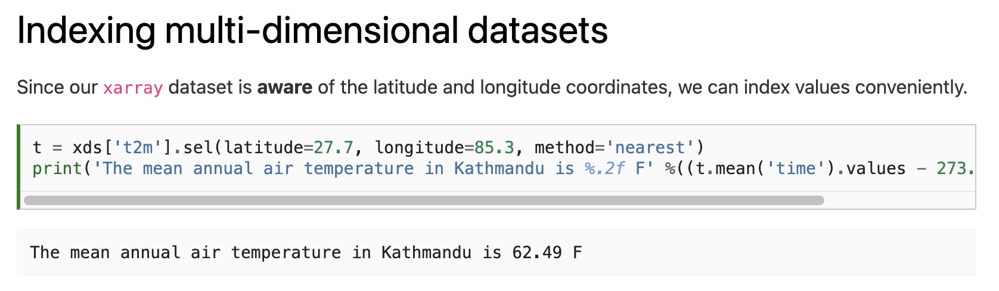 Indexing multi-dimensional datasets
Since our xarray dataset is aware of the latitude and longitude coordinates, we can index values conveniently.
t = xds['t2m'].sel(latitude=27.7, longitude=85.3, method='nearest')
print('The mean annual air temperature in Kathmandu is %.2f F' %((t.mean('time').values - 273.
The mean annual air temperature in Kathmandu is 62.49 F